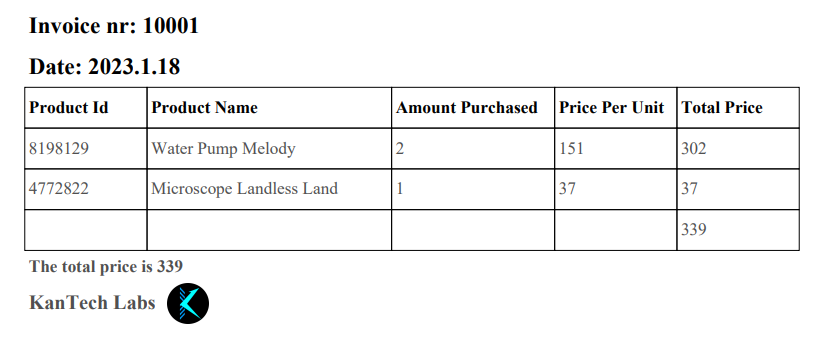 Invoice nr: 10001
Date: 2023.1.18
Product Id Product Name Amount Purchased Price Per Unit Total Price
8198129 Water Pump Melody 2 151 302
4772822 Microscope Landless Land 1 37 37
339
The total price is 339
KanTech Labs